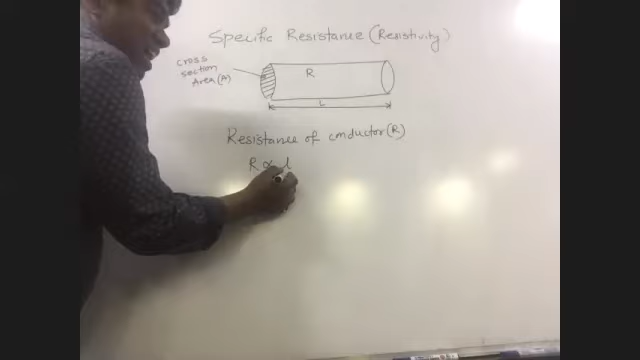 Specific Resistance (Resistivity)
cross
section
Area (A)
R
L
Resistance of conductor (R)
R ∝ l